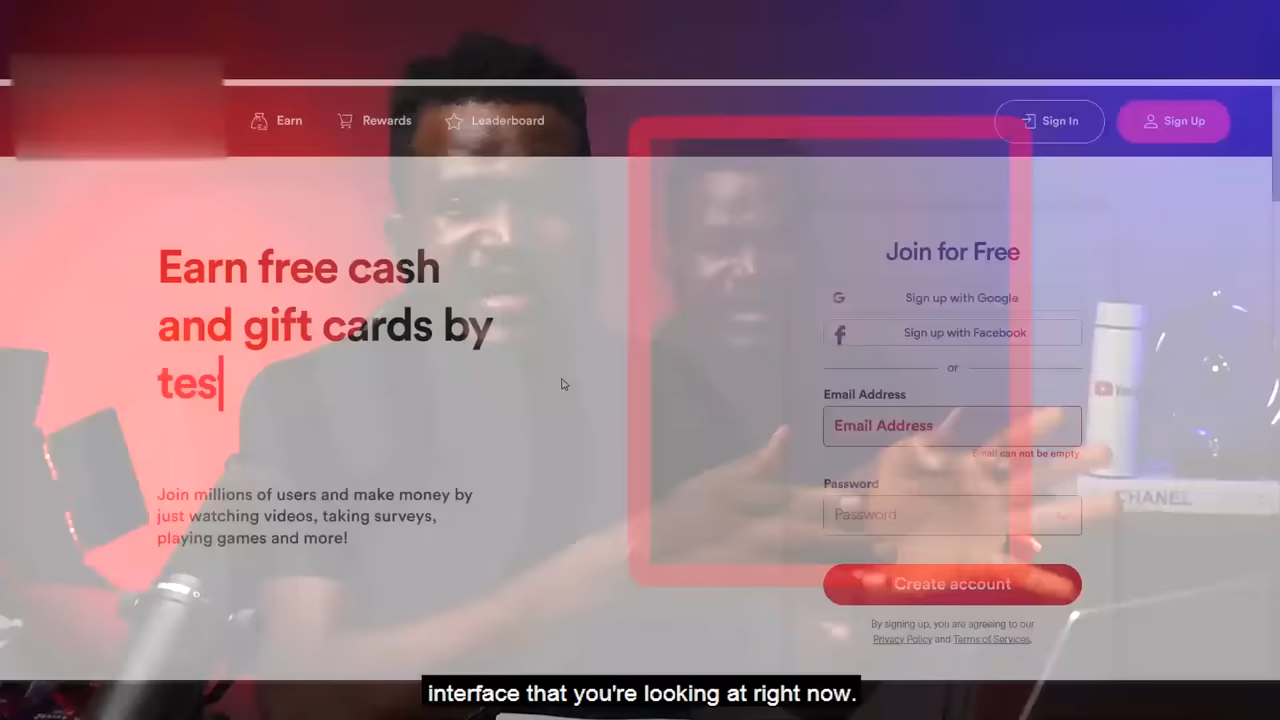 Earn
Rewards
Leaderboard
Sign In
Sign Up
Earn free cash
and gift cards by
tes
Join millions of users and make money by
just watching videos, taking surveys,
playing games and more!
Join for Free
G
Sign up with Google
f
Sign up with Facebook
or
Email Address
Email Address
Email can not be empty
Password
Password
Create account
By signing up, you are agreeing to our
Privacy Policy and Terms of Services.
CHANEL
interface that you're looking at right now.